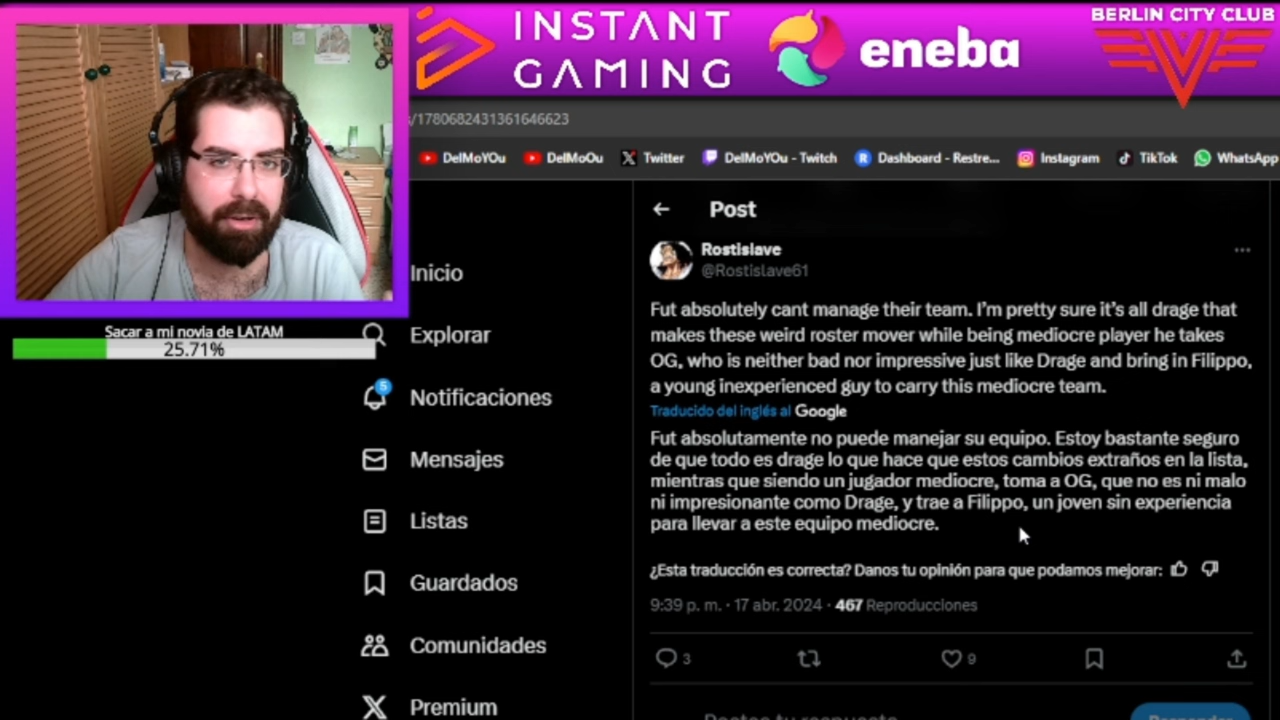 INSTANT
GAMING
eneba
BERLIN CITY CLUB
/1780682431361646623
DelMoYOu
DelMoOu
Twitter
DelMoYOu - Twitch
Dashboard - Restre...
Instagram
TikTok
WhatsApp
Sacar a mi novia de LATAM
25.71%
Inicio
Explorar
5
Notificaciones
Mensajes
Listas
Guardados
Comunidades
Premium
Post
Rostislave
@Rostislave61
Fut absolutely cant manage their team. I'm pretty sure it's all drage that
makes these weird roster mover while being mediocre player he takes
OG, who is neither bad nor impressive just like Drage and bring in Filippo,
a young inexperienced guy to carry this mediocre team.
Traducido del inglés al Google
Fut absolutamente no puede manejar su equipo. Estoy bastante seguro
de que todo es drage lo que hace que estos cambios extraños en la lista,
mientras que siendo un jugador mediocre, toma a OG, que no es ni malo
ni impresionante como Drage, y trae a Filippo, un joven sin experiencia
para llevar a este equipo mediocre.
¿Esta traducción es correcta? Danos tu opinión para que podamos mejorar:
9:39 p. m. · 17 abr. 2024 · 467 Reproducciones
3
9